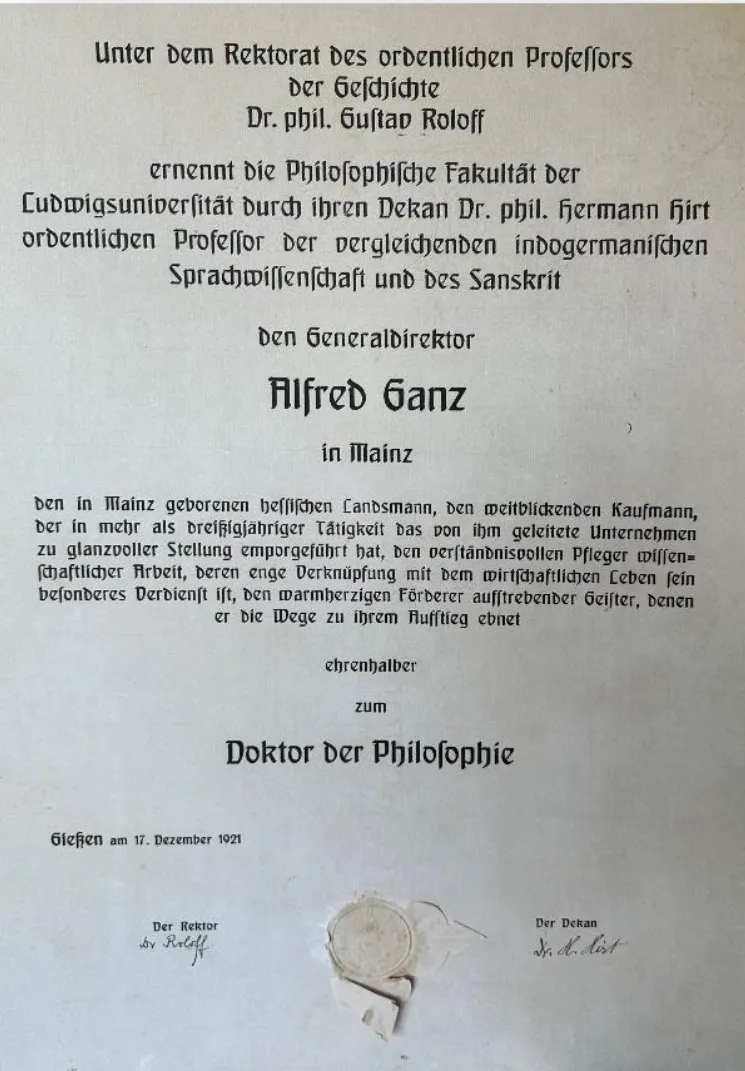 Unter dem Rektorat des ordentlichen Professors
der Geschichte
Dr. phil. Gustav Roloff
ernennt die Philosophische Fakultät der
Ludwigsuniversität durch ihren Dekan Dr. phil. Hermann Hirt
ordentlichen Professor der vergleichenden indogermanischen
Sprachwissenschaft und des Sanskrit
den Generaldirektor
Alfred Ganz
in Mainz
den in Mainz geborenen hessischen Landsmann, den weitblickenden Kaufmann,
der in mehr als dreißigjähriger Tätigkeit das von ihm geleitete Unternehmen
zu glanzvoller Stellung emporgeführt hat, den verständnisvollen Pfleger wissen=
schaftlicher Arbeit, deren enge Verknüpfung mit dem wirtschaftlichen Leben sein
besonderes Verdienst ist, den warmherzigen Förderer aufstrebender Geister, denen
er die Wege zu ihrem Aufstieg ebnet
ehrenhalber
zum
Doktor der Philosophie
Gießen am 17. Dezember 1921
Der Rektor
Dr Roloff
Der Dekan
Dr. H. Hirt